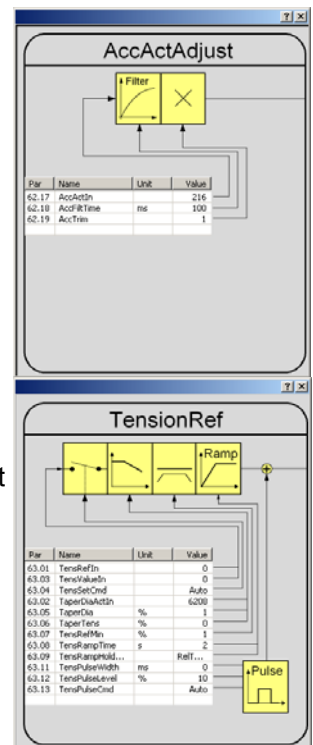 AccActAdjust
Filter
Par Name Unit Value
62.17 AccActIn 216
62.18 AccFiltTime ms 100
62.19 AccTrim 1
TensionRef
Ramp
t
Par Name Unit Value
63.01 TensRefIn 0
63.03 TensValueIn 0
63.04 TensSetCmd Auto
63.02 TaperDiaActIn 6208
63.05 TaperDia % 1
63.06 TaperTens % 0
63.07 TensRefMin % 1
63.08 TensRampTime s 2
63.09 TensRampHold... RelT...
63.11 TensPulseWidth ms 0
63.12 TensPulseLevel % 10
63.13 TensPulseCmd Auto
Pulse